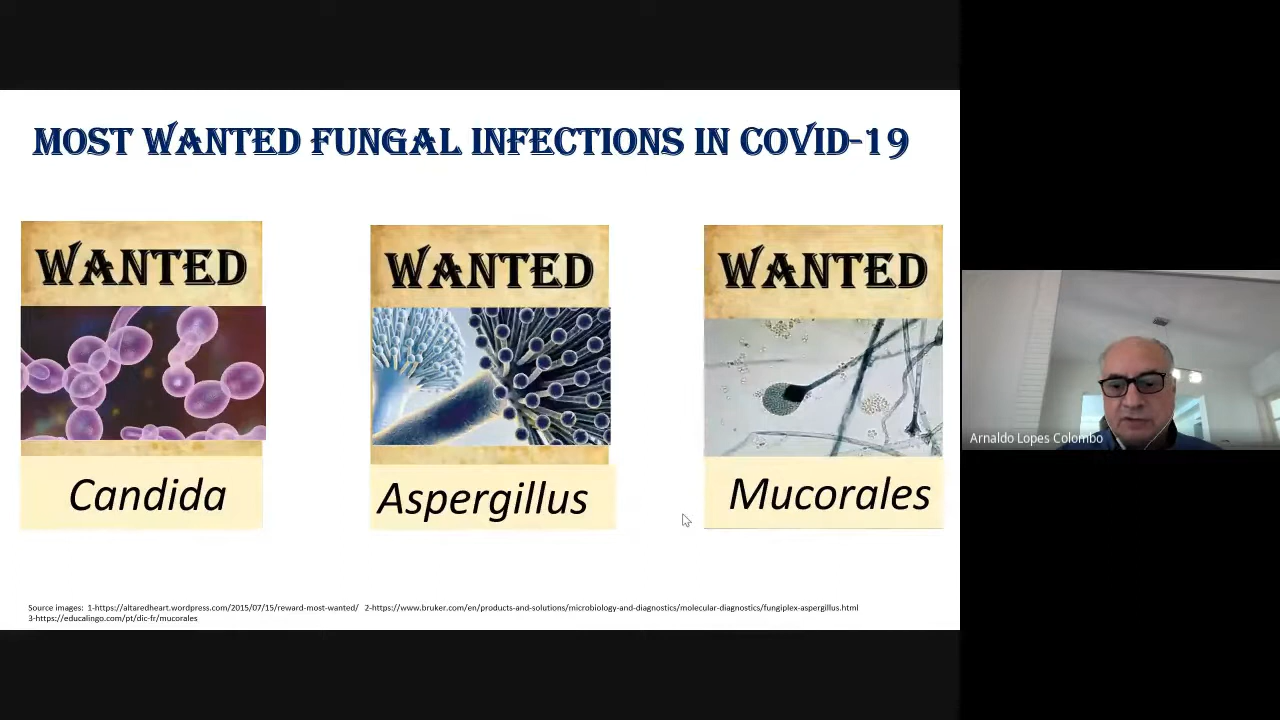 MOST WANTED FUNGAL INFECTIONS IN COVID-19
WANTED
Candida
WANTED
Aspergillus
WANTED
Mucorales
Source images: 1-https://altaredheart.wordpress.com/2015/07/15/reward-most-wanted/ 2-https://www.bruker.com/en/products-and-solutions/microbiology-and-diagnostics/molecular-diagnostics/fungiplex-aspergillus.html
3-https://educalingo.com/pt/dic-fr/mucorales
Arnaldo Lopes Colombo